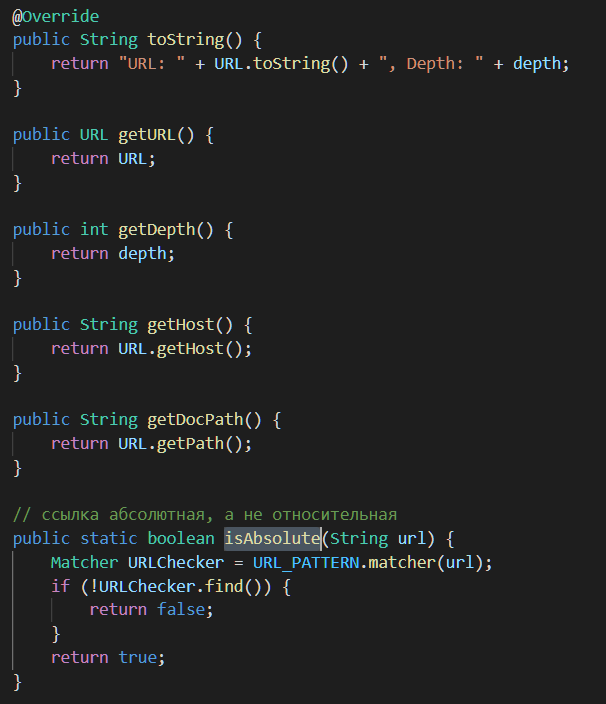 @Override
public String toString() {
return "URL: " + URL.toString() + ", Depth: " + depth;
}
public URL getURL() {
return URL;
}
public int getDepth() {
return depth;
}
public String getHost() {
return URL.getHost();
}
public String getDocPath() {
return URL.getPath();
}
// ссылка абсолютная, а не относительная
public static boolean isAbsolute(String url) {
Matcher URLChecker = URL_PATTERN.matcher(url);
if (!URLChecker.find()) {
return false;
}
return true;
}